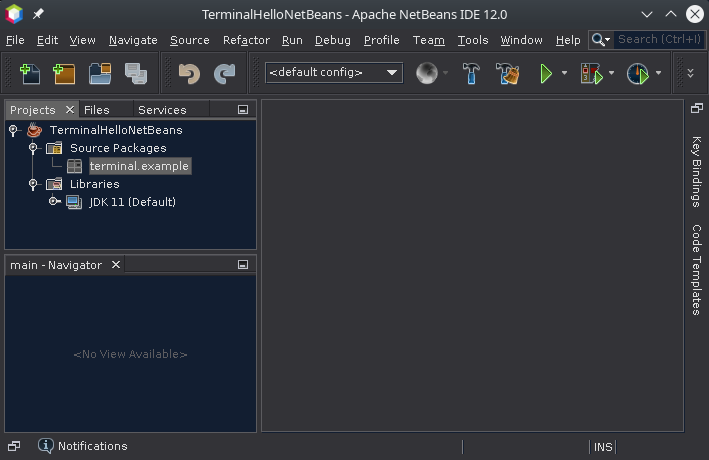 TerminalHelloNetBeans - Apache NetBeans IDE 12.0
File Edit View Navigate Source Refactor Run Debug Profile Team Tools Window Help Search (Ctrl+I)
<default config>
Projects Files Services
TerminalHelloNetBeans
Source Packages
terminal.example
Libraries
JDK 11 (Default)
main - Navigator
<No View Available>
Key Bindings
Code Templates
Notifications
INS